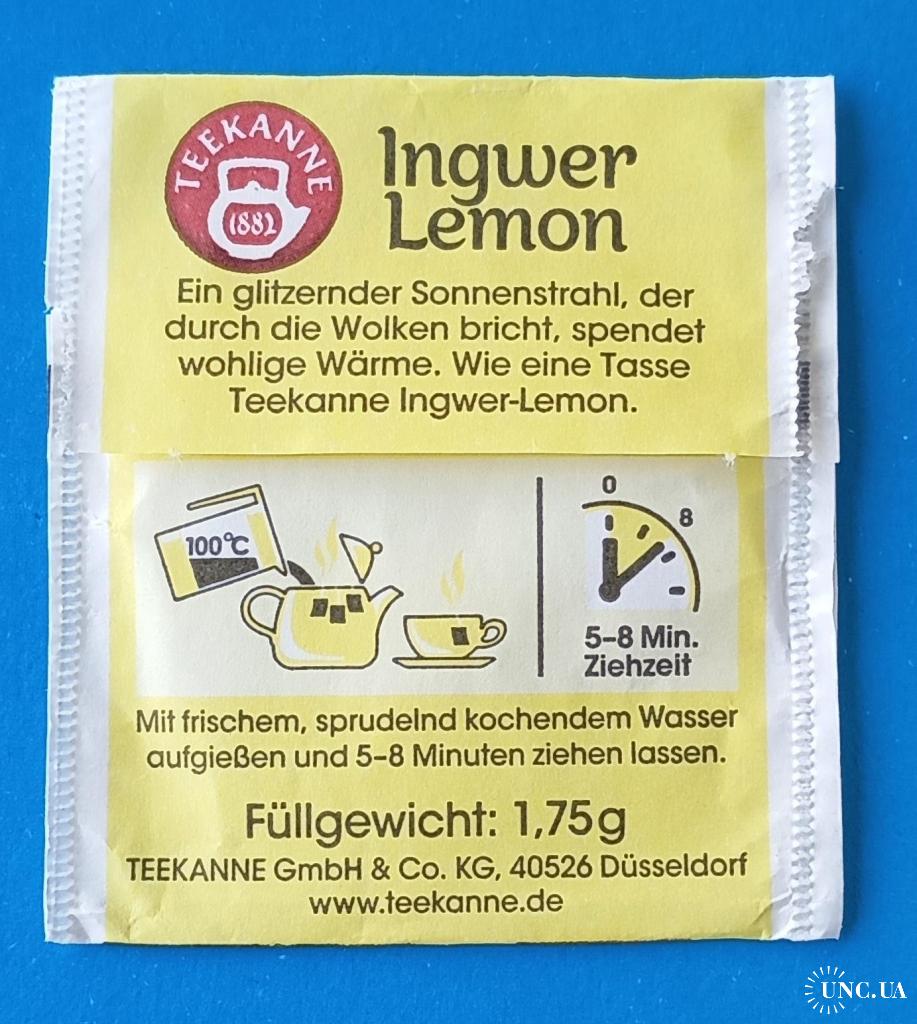 TEEKANNE
1882
Ingwer
Lemon
Ein glitzernder Sonnenstrahl, der
durch die Wolken bricht, spendet
wohlige Wärme. Wie eine Tasse
Teekanne Ingwer-Lemon.
100°C
0
8
5-8 Min.
Ziehzeit
Mit frischem, sprudelnd kochendem Wasser
aufgießen und 5-8 Minuten ziehen lassen.
Füllgewicht: 1,75g
TEEKANNE GmbH & Co. KG, 40526 Düsseldorf
www.teekanne.de
UNC.UA